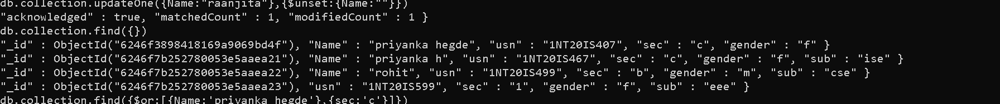 db.collection.updateOne({Name:"raanjita"},{$unset:{Name:""}})
"acknowledged" : true, "matchedCount" : 1, "modifiedCount" : 1 }
db.collection.find({})
"_id" : ObjectId("6246f3898418169a9069bd4f"), "Name" : "priyanka hegde", "usn" : "1NT20IS407", "sec" : "c", "gender" : "f" }
"_id" : ObjectId("6246f7b252780053e5aaea21"), "Name" : "priyanka h", "usn" : "1NT20IS467", "sec" : "c", "gender" : "f", "sub" : "ise" }
"_id" : ObjectId("6246f7b252780053e5aaea22"), "Name" : "rohit", "usn" : "1NT20IS499", "sec" : "b", "gender" : "m", "sub" : "cse" }
"_id" : ObjectId("6246f7b252780053e5aaea23"), "usn" : "1NT20IS599", "sec" : "1", "gender" : "f", "sub" : "eee" }
db.collection.find({$or:[{Name:'priyanka hegde'},{sec:'c'}]})